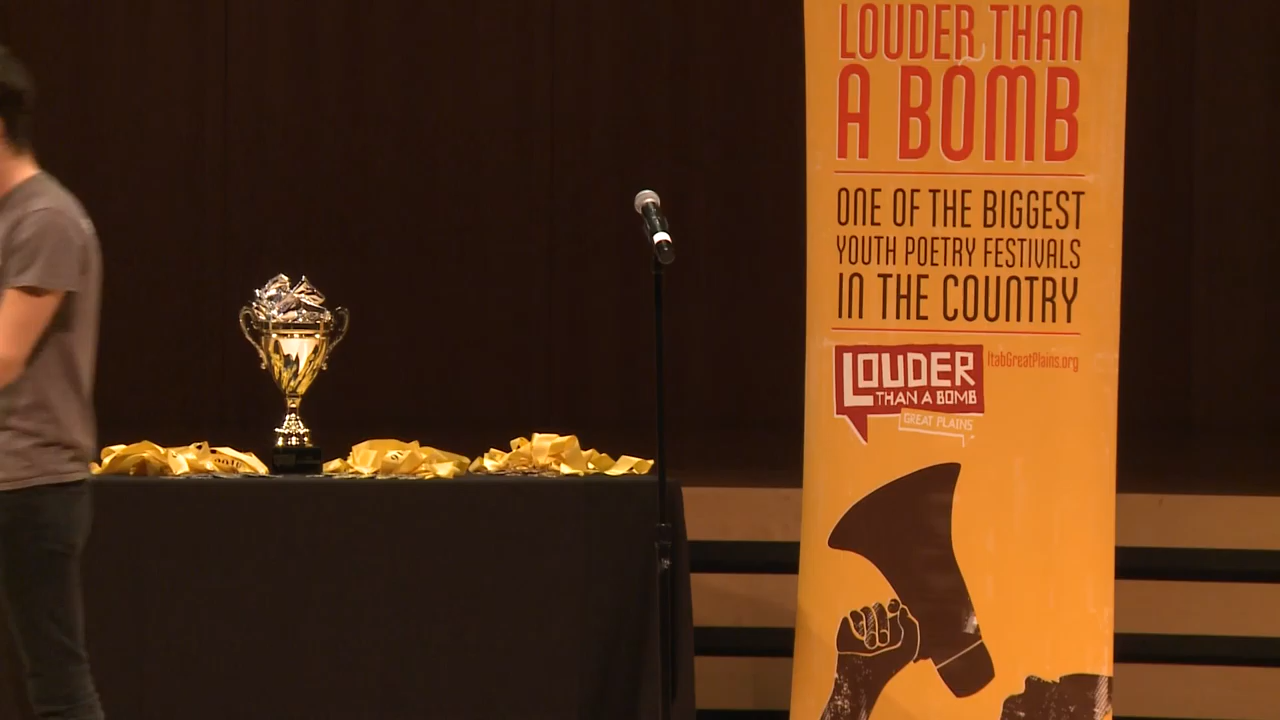 LOUDER THAN
A BOMB
ONE OF THE BIGGEST
YOUTH POETRY FESTIVALS
IN THE COUNTRY
LOUDER
THAN A BOMB
GREAT PLAINS
ltabGreatPlains.org